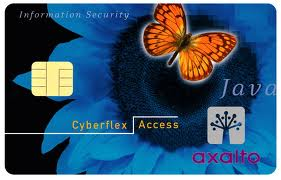 Information Security
Java
Cyberflex Access
axalto